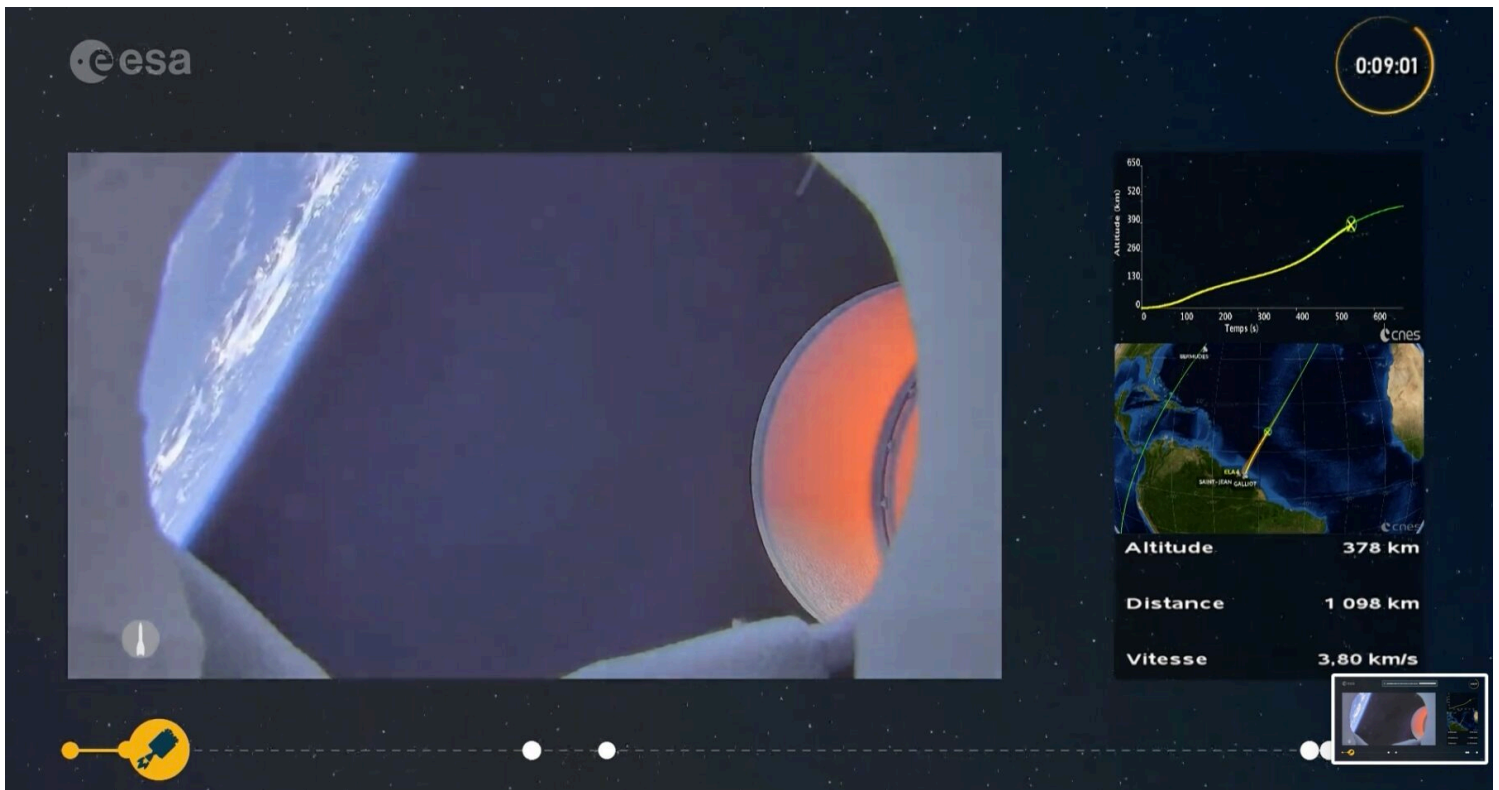 esa
0:09:01
650
520
390
260
130
0
Altitude (km)
0 100 200 300 400 500 600
Temps (s)
cnes
BERMUDES
ELA4
SAINT-JEAN GALLIOT
cnes
Altitude 378 km
Distance 1 098 km
Vitesse 3,80 km/s